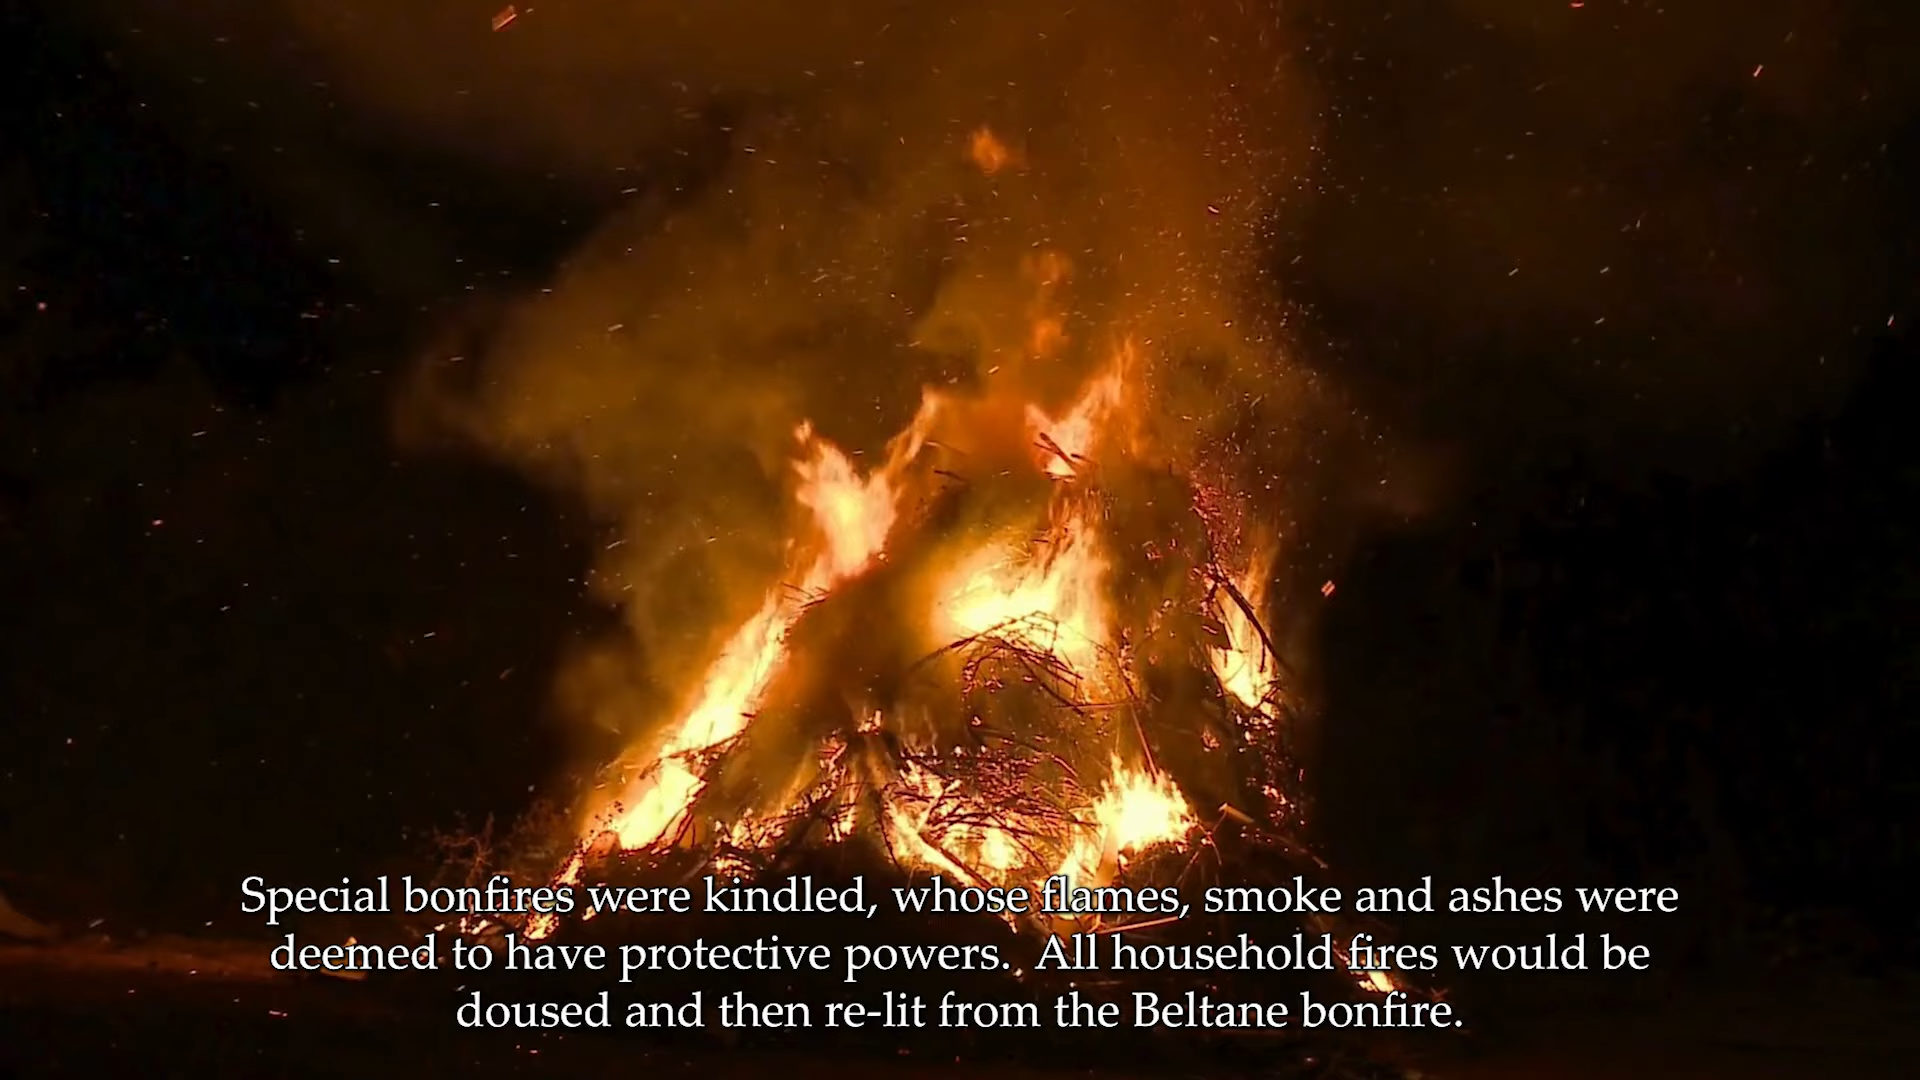 Special bonfires were kindled, whose flames, smoke and ashes were
deemed to have protective powers.  All household fires would be
doused and then re-lit from the Beltane bonfire.